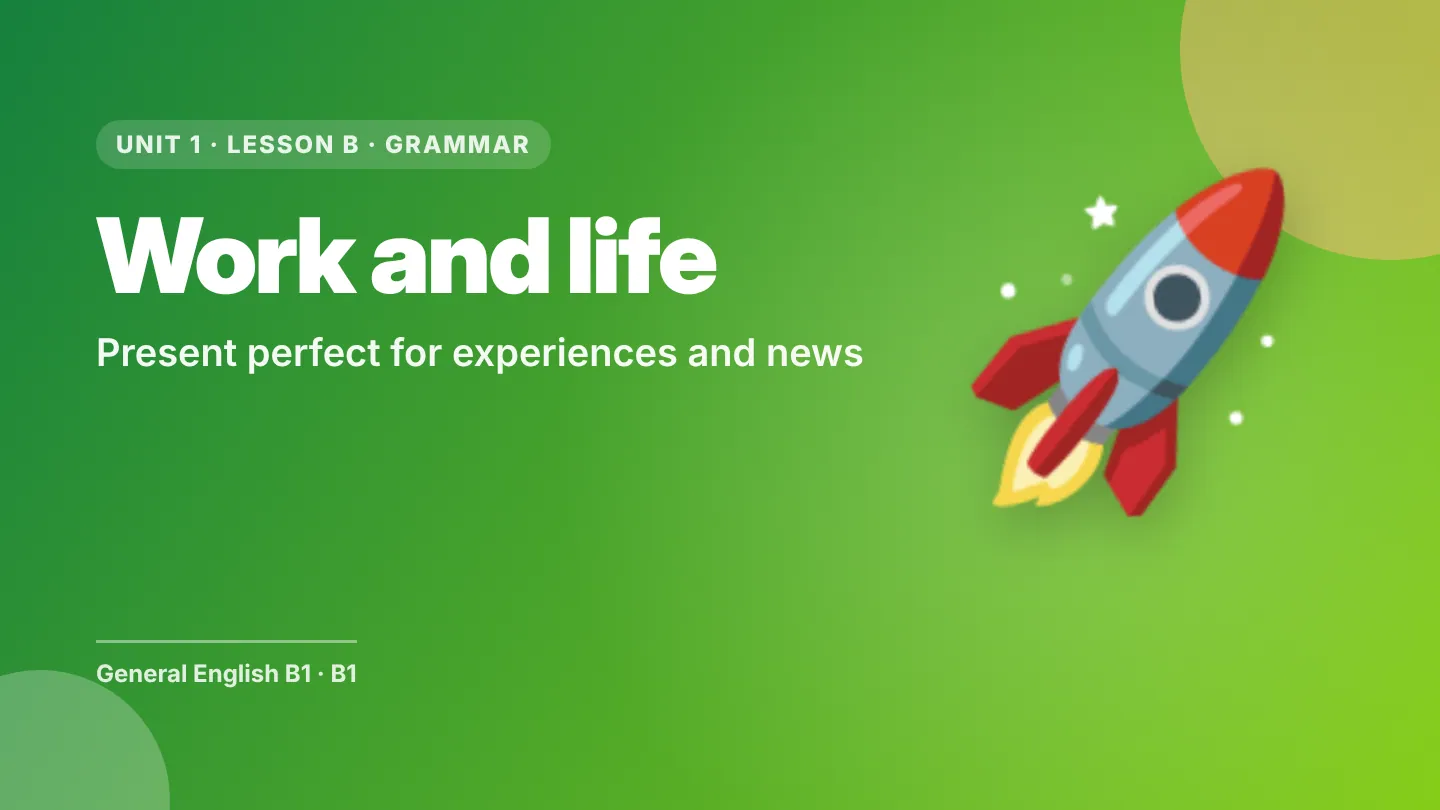 UNIT 1 · LESSON B · GRAMMAR
Work and life
Present perfect for experiences and news
General English B1 · B1